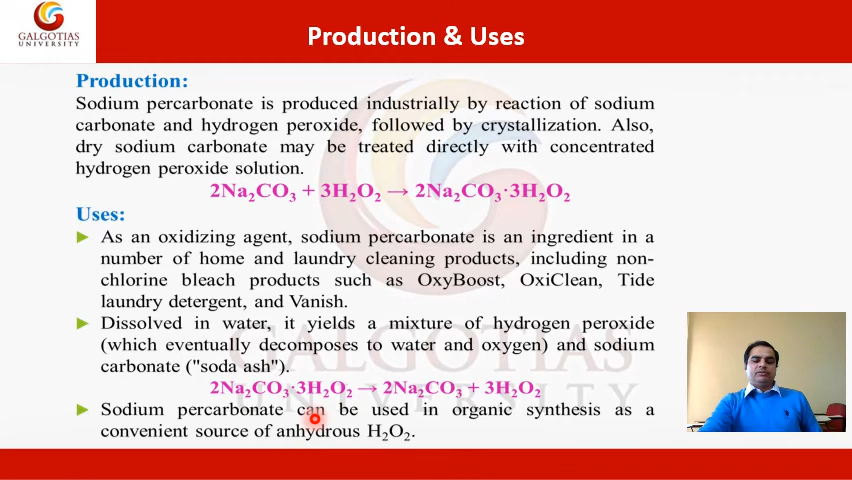 GALGOTIAS
UNIVERSITY
Production & Uses
Production:
Sodium percarbonate is produced industrially by reaction of sodium
carbonate and hydrogen peroxide, followed by crystallization. Also,
dry sodium carbonate may be treated directly with concentrated
hydrogen peroxide solution.
2Na₂CO₃ + 3H₂O₂ → 2Na₂CO₃·3H₂O₂
Uses:
► As an oxidizing agent, sodium percarbonate is an ingredient in a
number of home and laundry cleaning products, including non-
chlorine bleach products such as OxyBoost, OxiClean, Tide
laundry detergent, and Vanish.
► Dissolved in water, it yields a mixture of hydrogen peroxide
(which eventually decomposes to water and oxygen) and sodium
carbonate ("soda ash").
2Na₂CO₃·3H₂O₂ → 2Na₂CO₃ + 3H₂O₂
► Sodium percarbonate can be used in organic synthesis as a
convenient source of anhydrous H₂O₂.
GALGOTIAS
UNIVERSITY